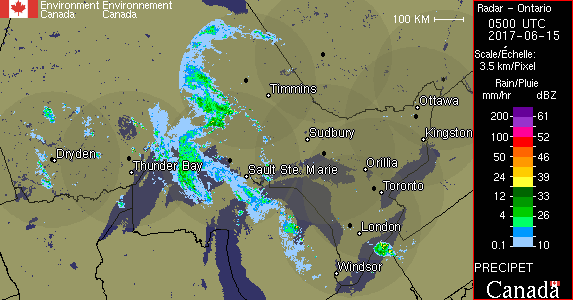 Environment Environnement
Canada Canada
100 KM
Timmins
Ottawa
Sudbury
Kingston
Dryden
Thunder Bay
Sault Ste. Marie
Orillia
Toronto
London
Windsor
Radar - Ontario
0500 UTC
2017-06-15
Scale/Échelle:
3.5 km/Pixel
Rain/Pluie
mm/hr dBZ
200 61
100 52
50 46
24 39
12 33
4 26
0.1 10
PRECIPET
Canada